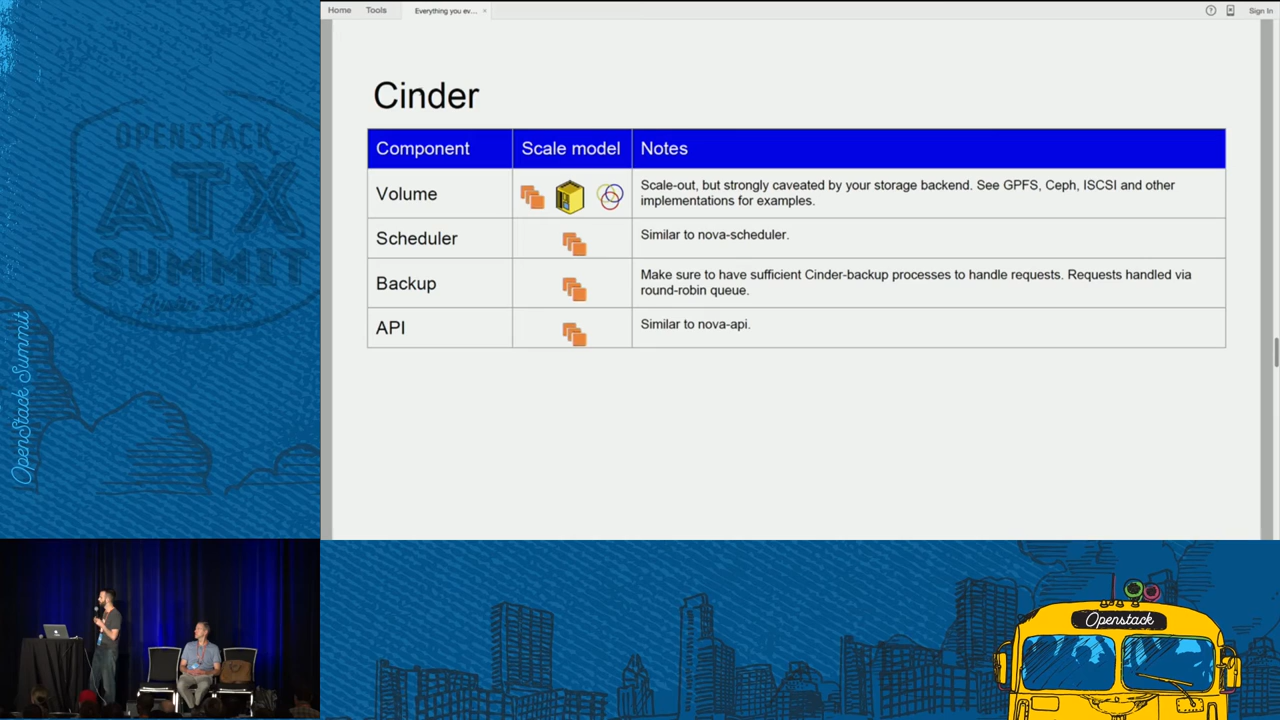 Home Tools Everything you ev... × Sign In
Cinder
Component Scale model Notes
Volume Scale-out, but strongly caveated by your storage backend. See GPFS, Ceph, ISCSI and other
implementations for examples.
Scheduler Similar to nova-scheduler.
Backup Make sure to have sufficient Cinder-backup processes to handle requests. Requests handled via
round-robin queue.
API Similar to nova-api.
OPENSTACK
ATX
SUMMIT
OpenStack Summit
Openstack